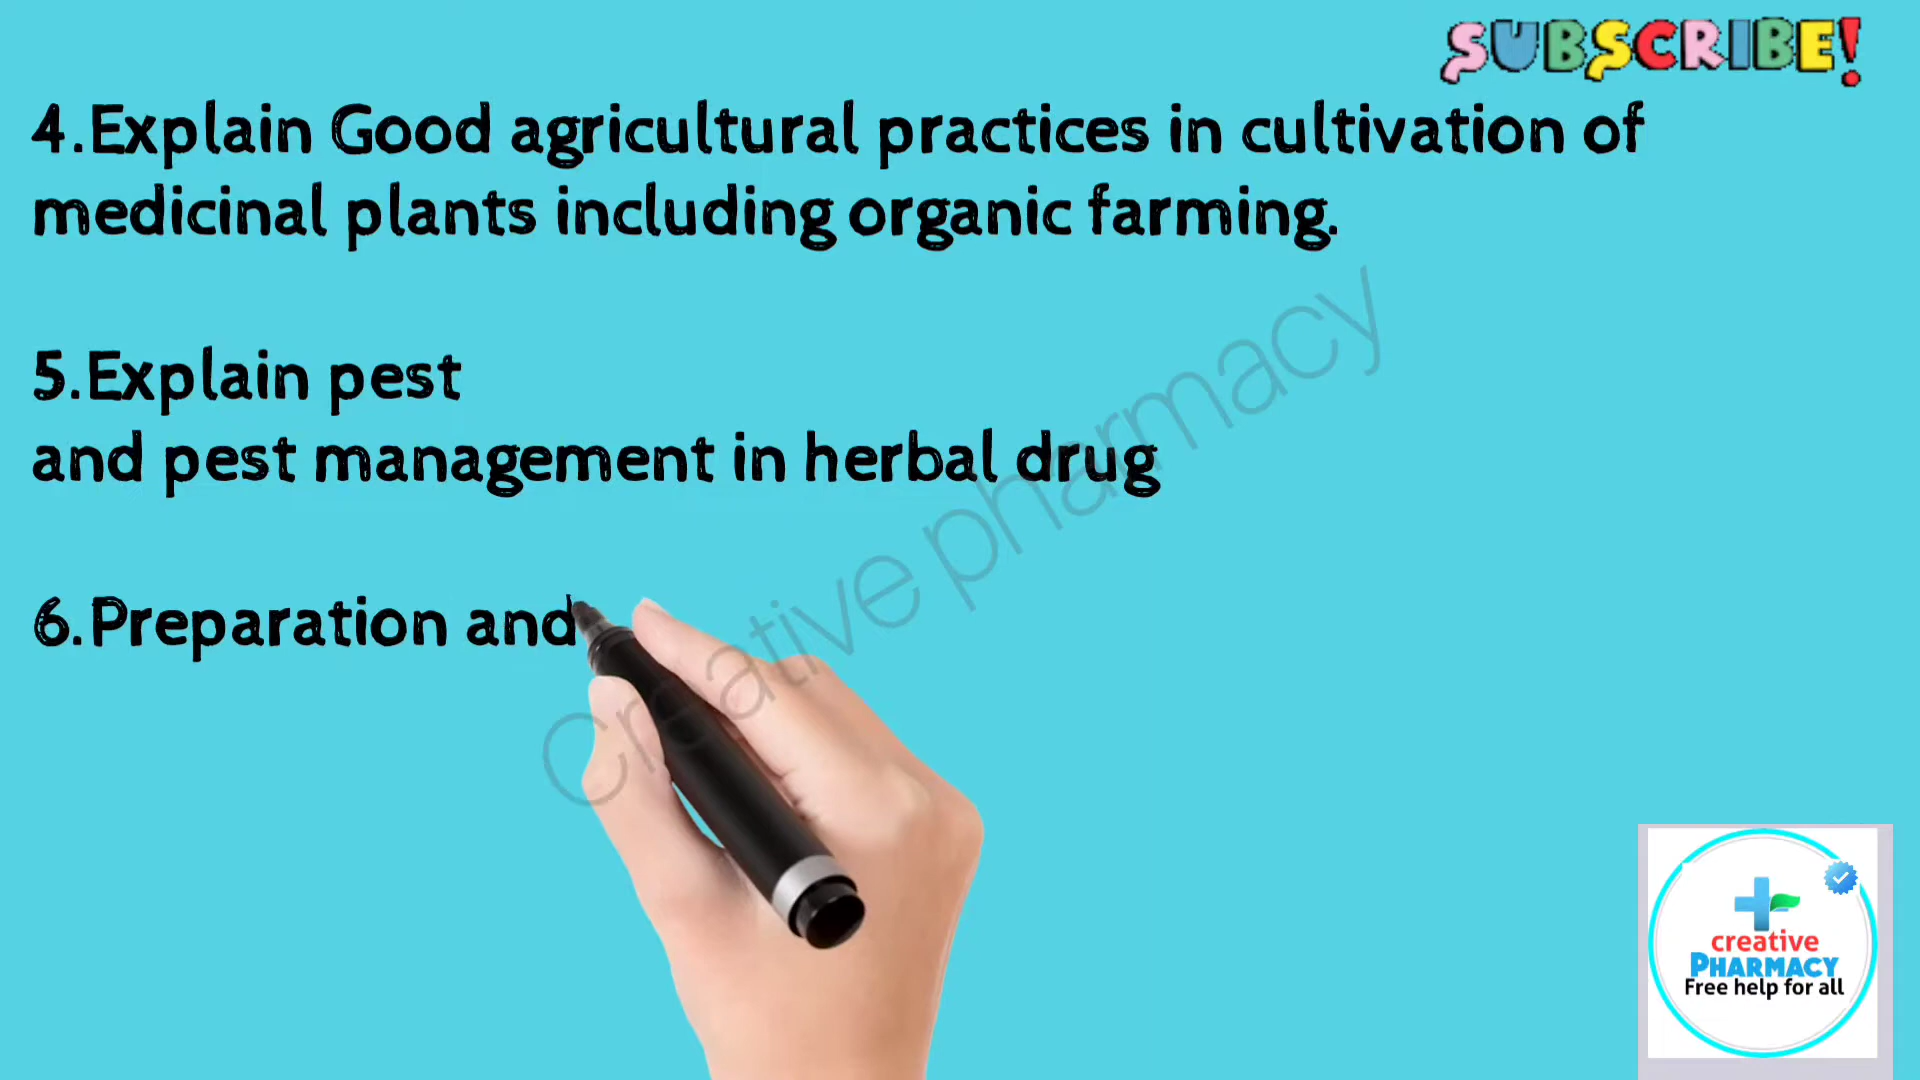 SUBSCRIBE!
4.Explain Good agricultural practices in cultivation of
medicinal plants including organic farming.
5.Explain pest
and pest management in herbal drug
6.Preparation and
Creative pharmacy
creative
PHARMACY
Free help for all